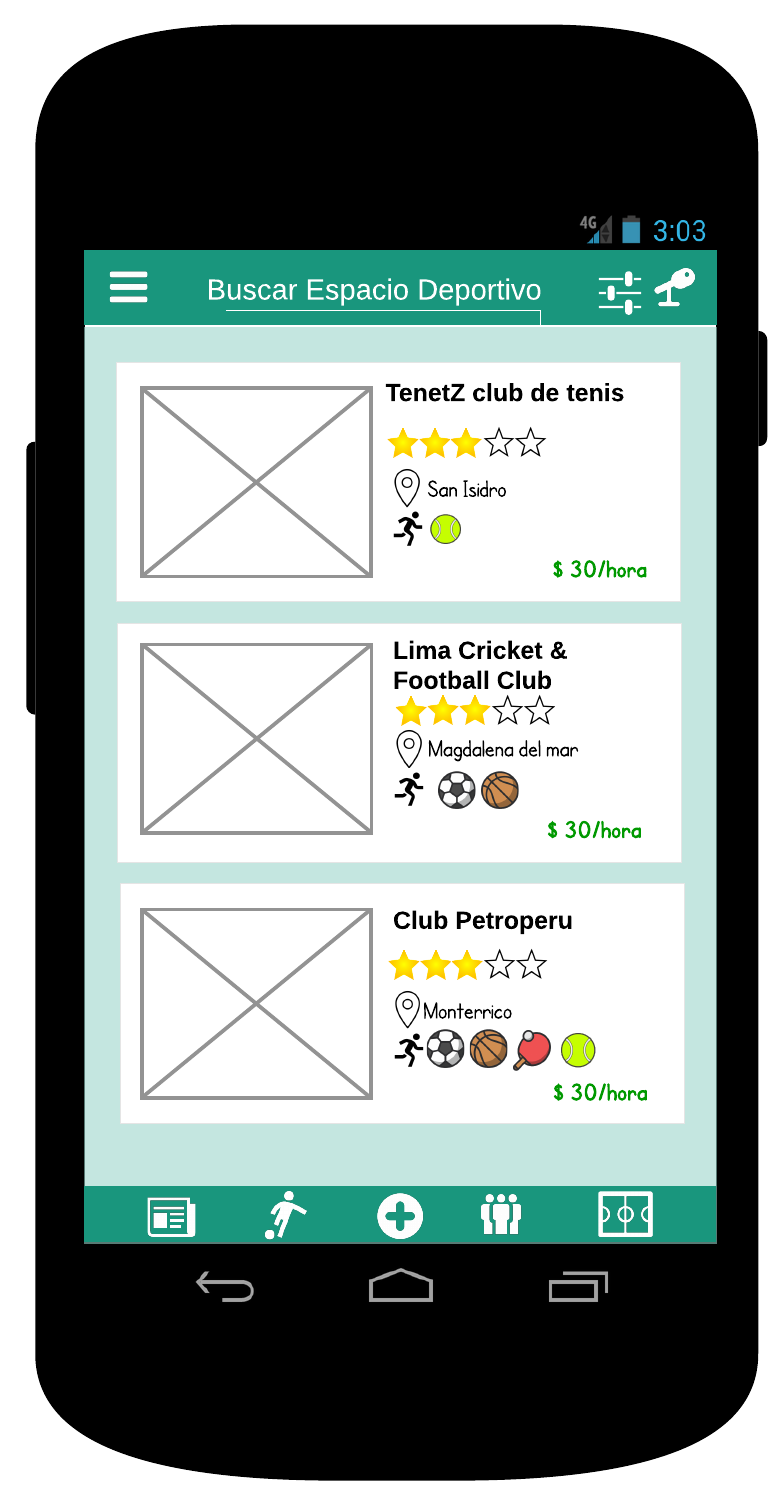 4G 3:03
Buscar Espacio Deportivo
TenetZ club de tenis
San Isidro
$ 30/hora
Lima Cricket &
Football Club
Magdalena del mar
$ 30/hora
Club Petroperu
Monterrico
$ 30/hora